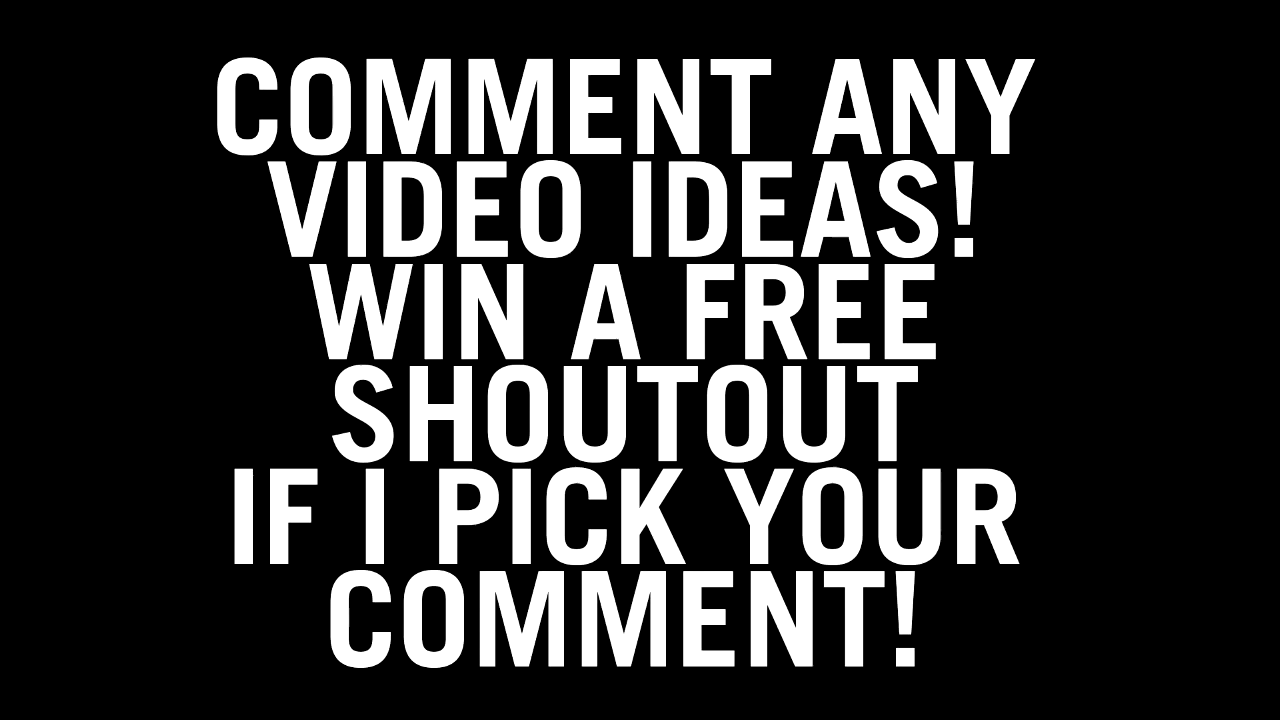 COMMENT ANY
VIDEO IDEAS!
WIN A FREE
SHOUTOUT
IF I PICK YOUR
COMMENT!